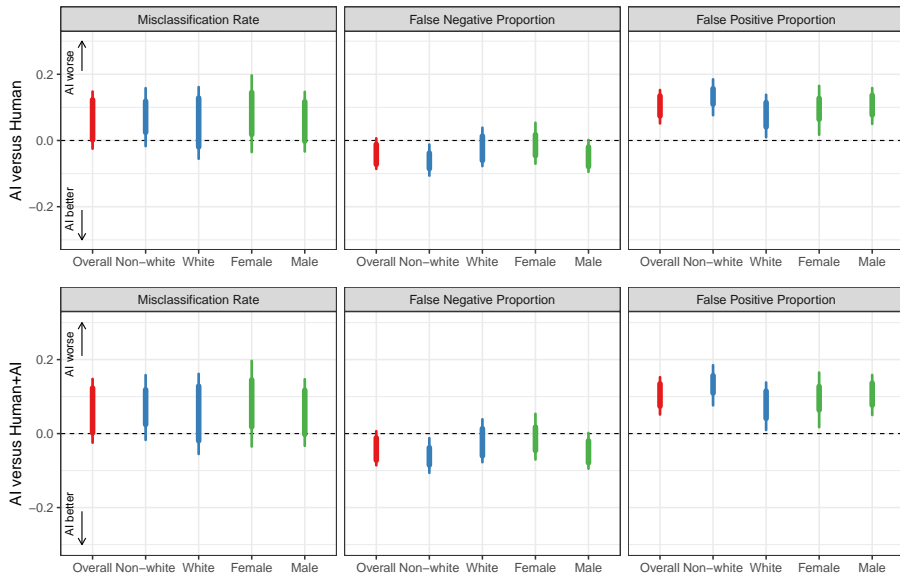 Misclassification Rate
False Negative Proportion
False Positive Proportion
AI versus Human
0.2
0.0
−0.2
AI worse
AI better
Overall Non−white White Female Male
Overall Non−white White Female Male
Overall Non−white White Female Male
Misclassification Rate
False Negative Proportion
False Positive Proportion
AI versus Human+AI
0.2
0.0
−0.2
AI worse
AI better
Overall Non−white White Female Male
Overall Non−white White Female Male
Overall Non−white White Female Male